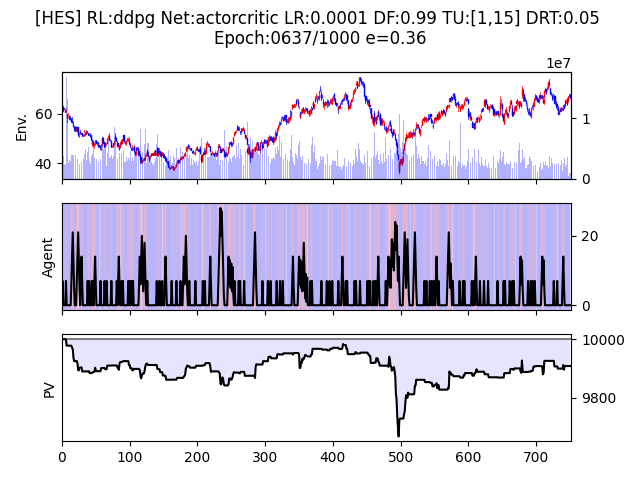 [HES] RL:ddpg Net:actorcritic LR:0.0001 DF:0.99 TU:[1,15] DRT:0.05
Epoch:0637/1000 e=0.36
1e7
Env.
60
40
1
0
Agent
20
0
PV
10000
9800
0 100 200 300 400 500 600 700